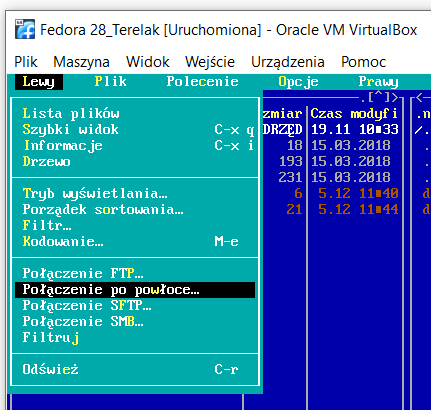 Fedora 28_Terelak [Uruchomiona] - Oracle VM VirtualBox
Plik Maszyna Widok Wejście Urządzenia Pomoc
Lewy Plik Polecenie Opcje Prawy
.[^]>
Lista plików zmiar Czas modyfi .n
Szybki widok C-x q DRZĘD 19.11 10:33 /.
Informacje C-x i 18 15.03.2018
Drzewo 193 15.03.2018
231 15.03.2018
Tryb wyświetlania… 6 5.12 11:40 d
Porządek sortowania… 21 5.12 11:44 d
Filtr…
Kodowanie… M-e
Połączenie FTP…
Połączenie po powłoce…
Połączenie SFTP…
Połączenie SMB…
Filtruj
Odśwież C-r